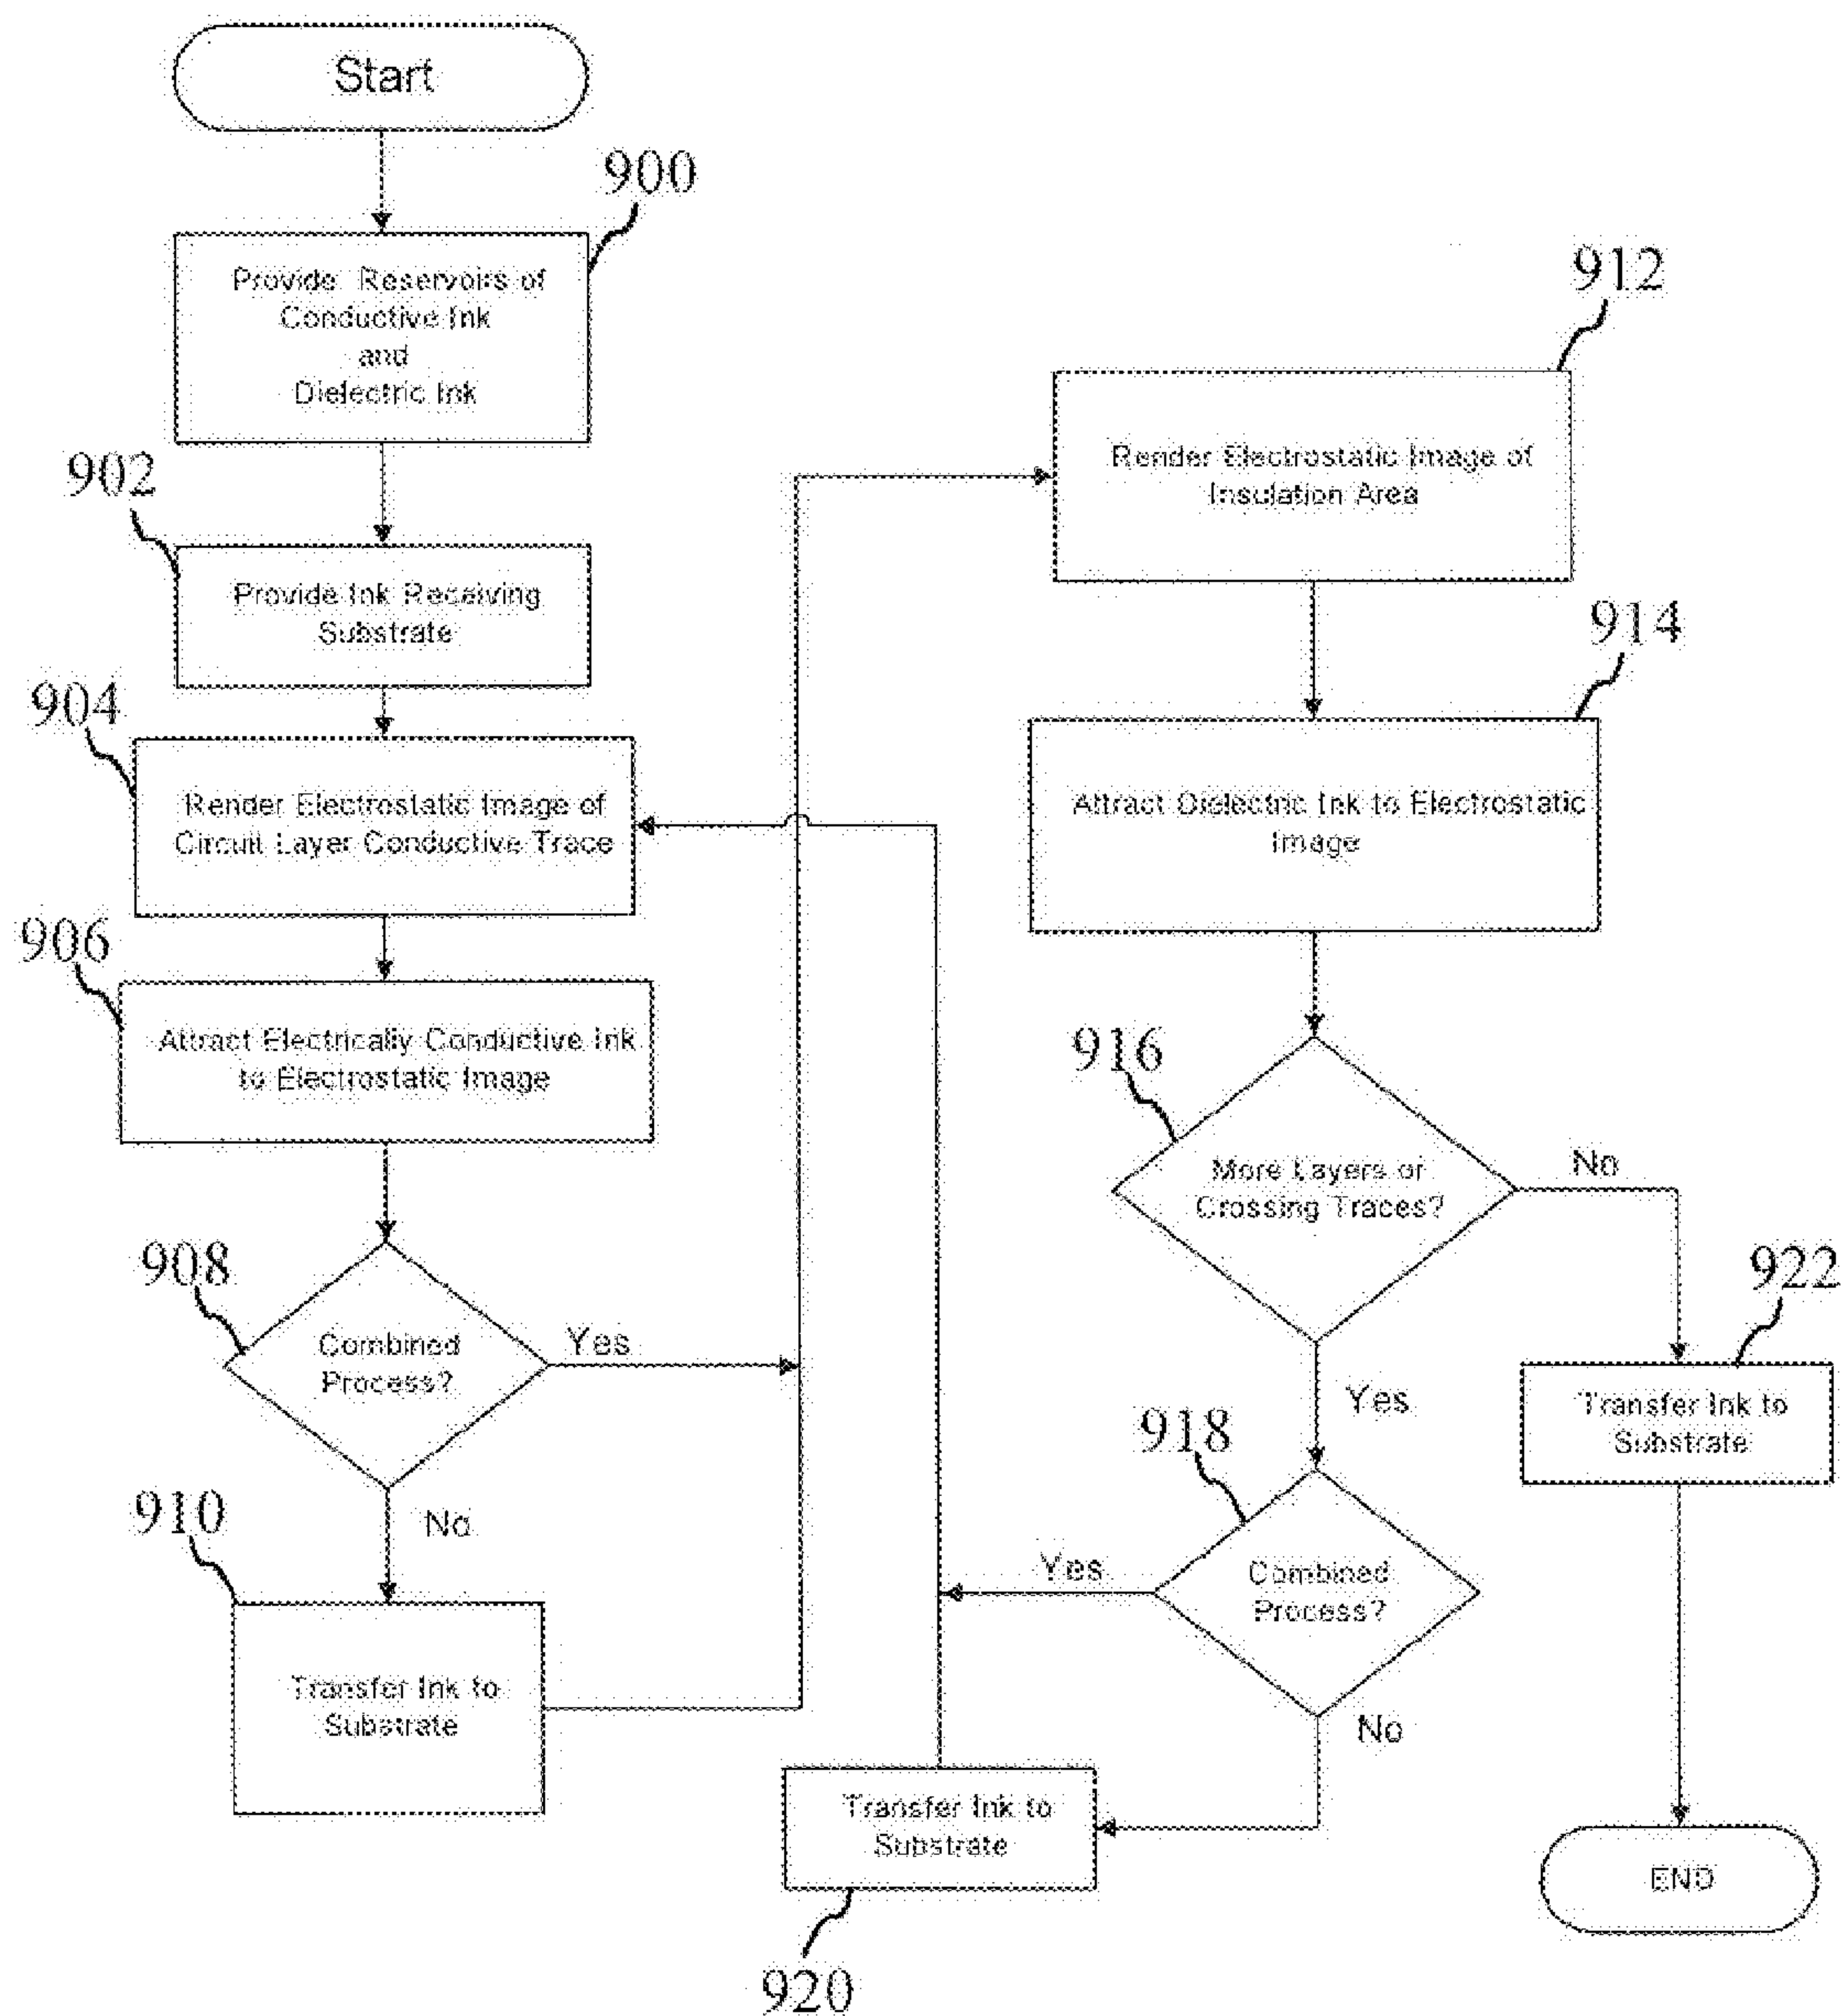 Start
900
Provide Reservoirs of
Conductive Ink
and
Dielectric Ink
902
Provide Ink Receiving
Substrate
904
Render Electrostatic Image of
Circuit Layer Conductive Trace
906
Attract Electrically Conductive Ink
to Electrostatic Image
908
Combined
Process?
Yes
No
910
Transfer Ink to
Substrate
912
Render Electrostatic Image of
Insulation Area
914
Attract Dielectric Ink to Electrostatic
Image
916
More Layers or
Crossing Traces?
No
Yes
918
Combined
Process?
Yes
No
920
Transfer Ink to
Substrate
922
Transfer Ink to
Substrate
END